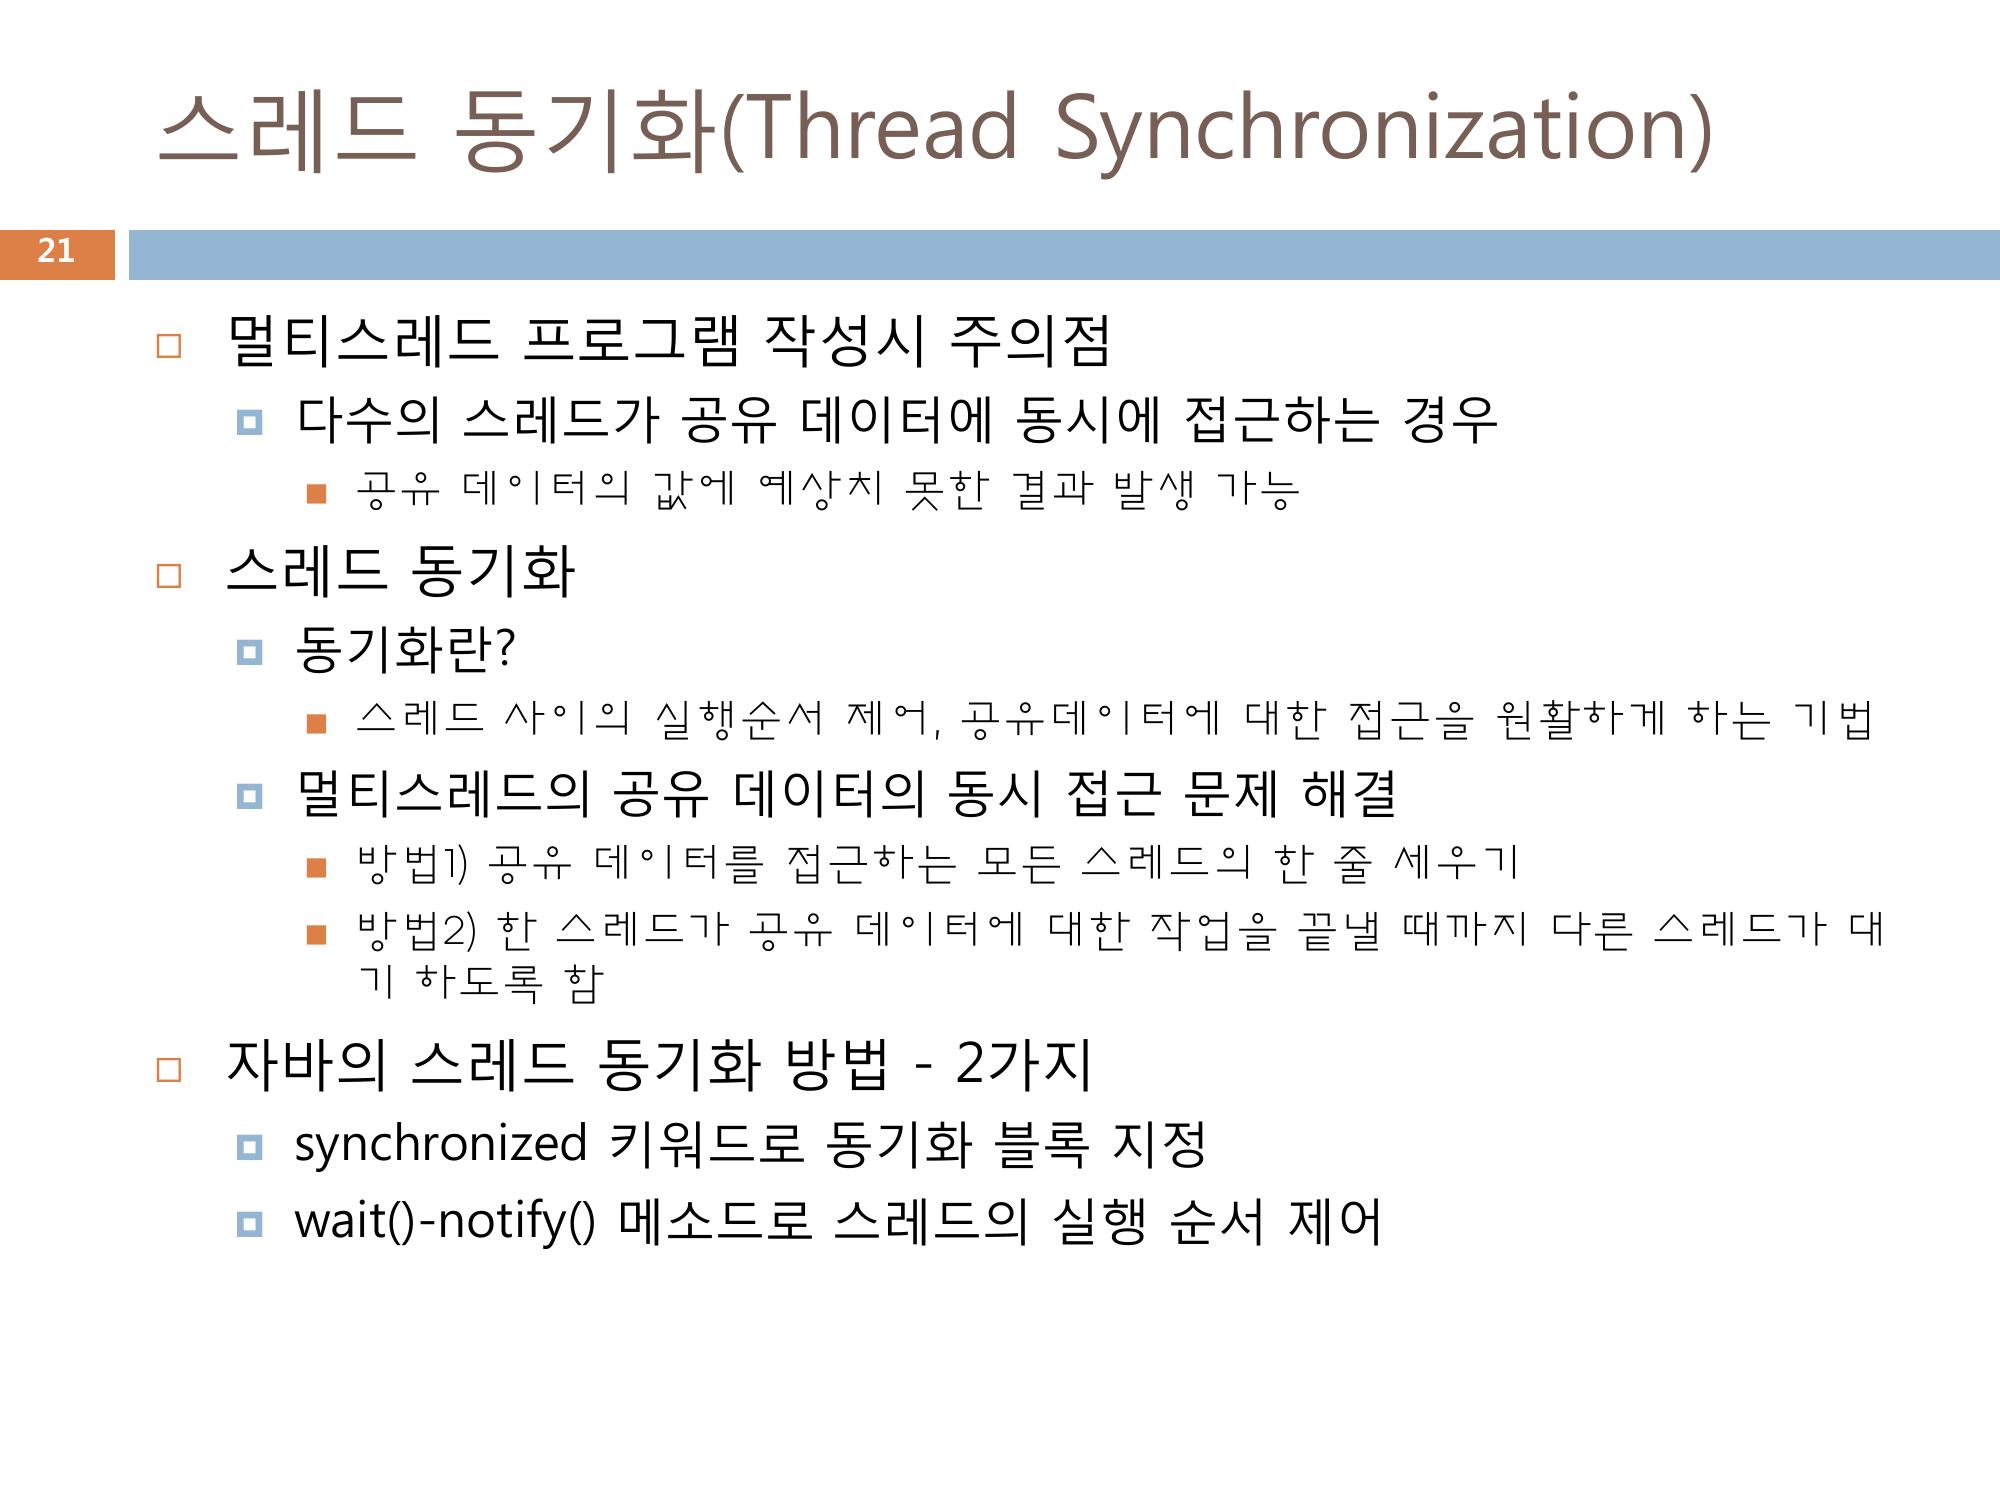 스레드 동기화(Thread Synchronization)
21
멀티스레드 프로그램 작성시 주의점
다수의 스레드가 공유 데이터에 동시에 접근하는 경우
공유 데이터의 값에 예상치 못한 결과 발생 가능
스레드 동기화
동기화란?
스레드 사이의 실행순서 제어, 공유데이터에 대한 접근을 원활하게 하는 기법
멀티스레드의 공유 데이터의 동시 접근 문제 해결
방법1) 공유 데이터를 접근하는 모든 스레드의 한 줄 세우기
방법2) 한 스레드가 공유 데이터에 대한 작업을 끝낼 때까지 다른 스레드가 대
기 하도록 함
자바의 스레드 동기화 방법 - 2가지
synchronized 키워드로 동기화 블록 지정
wait()-notify() 메소드로 스레드의 실행 순서 제어